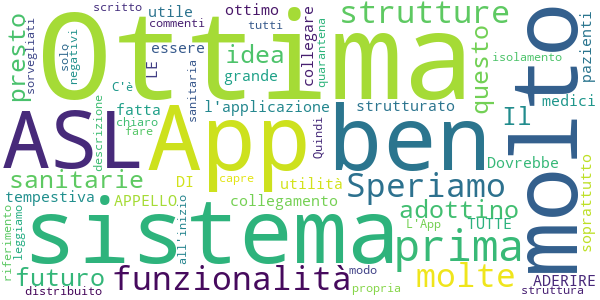 scritto
utile
ottimo
tutti
commenti
strutture
Ottima
molto
presto
sorvegliati
solo
negativi
essere
LE
idea
grande
collegare
quarantena
questo
isolamento
pazienti
C'è
sanitaria
ASL
App
ben
l'applicazione
strutturato
Il
medici
descrizione
fatta
chiaro
fare
Quindi
Dovrebbe
sanitarie
DI
capre
utilità
Speriamo
soprattutto
tempestiva
APPELLO
collegamento
adottino
sistema
all'inizio
L'App
TUTTE
prima
riferimento
leggiamo
futuro
funzionalità
modo
propria
molte
ADERIRE
struttura
distribuito